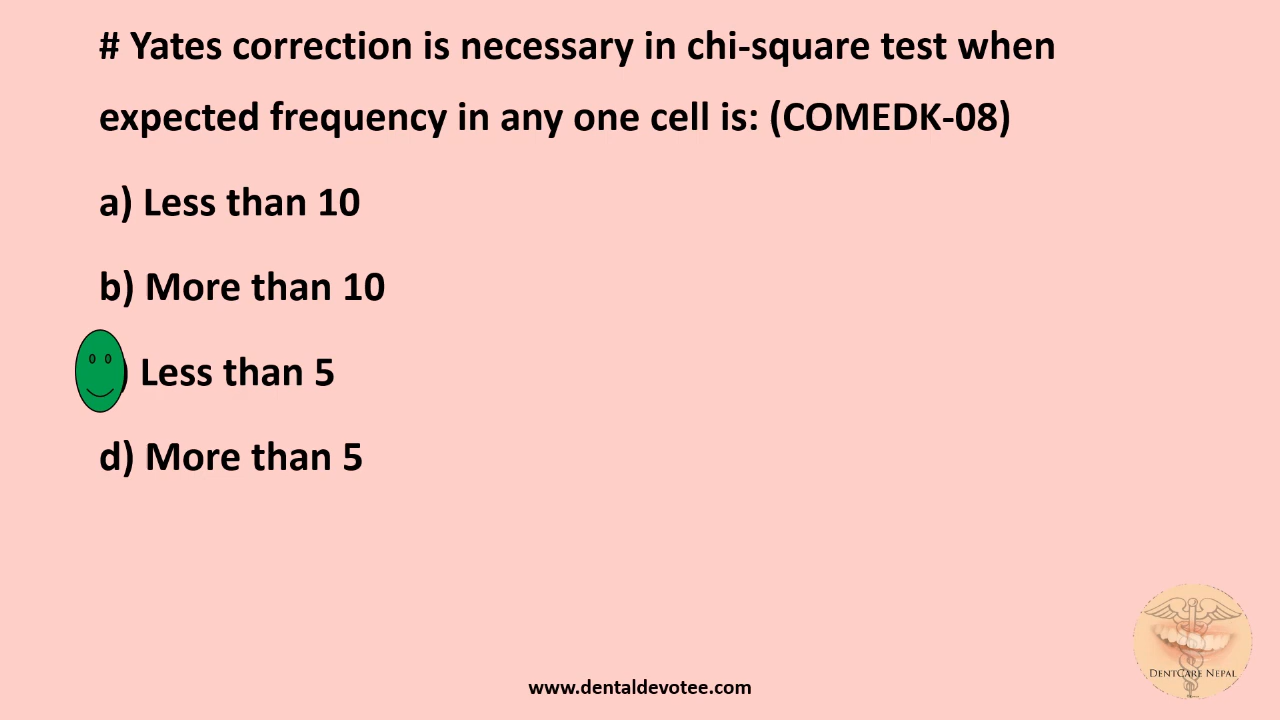 # Yates correction is necessary in chi-square test when
expected frequency in any one cell is: (COMEDK-08)
a) Less than 10
b) More than 10
) Less than 5
d) More than 5
DentCare Nepal
www.dentaldevotee.com